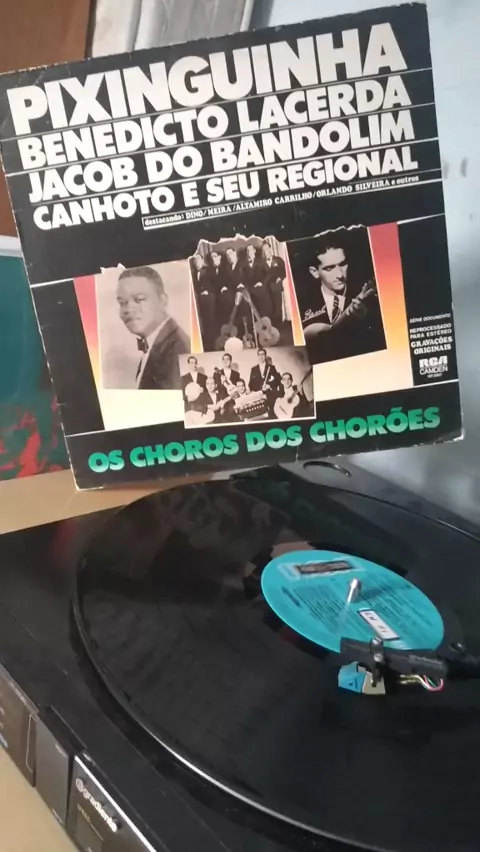 PIXINGUINHA
BENEDICTO LACERDA
JACOB DO BANDOLIM
CANHOTO E SEU REGIONAL
destacando: DINO/MEIRA/ALTAMIRO CARRILHO/ORLANDO SILVEIRA e outros
SÉRIE DOCUMENTO
REPROCESSADO
PARA ESTÉREO
GRAVAÇÕES
ORIGINAIS
RCA
CAMDEN
OS CHOROS DOS CHORÕES
gradiente